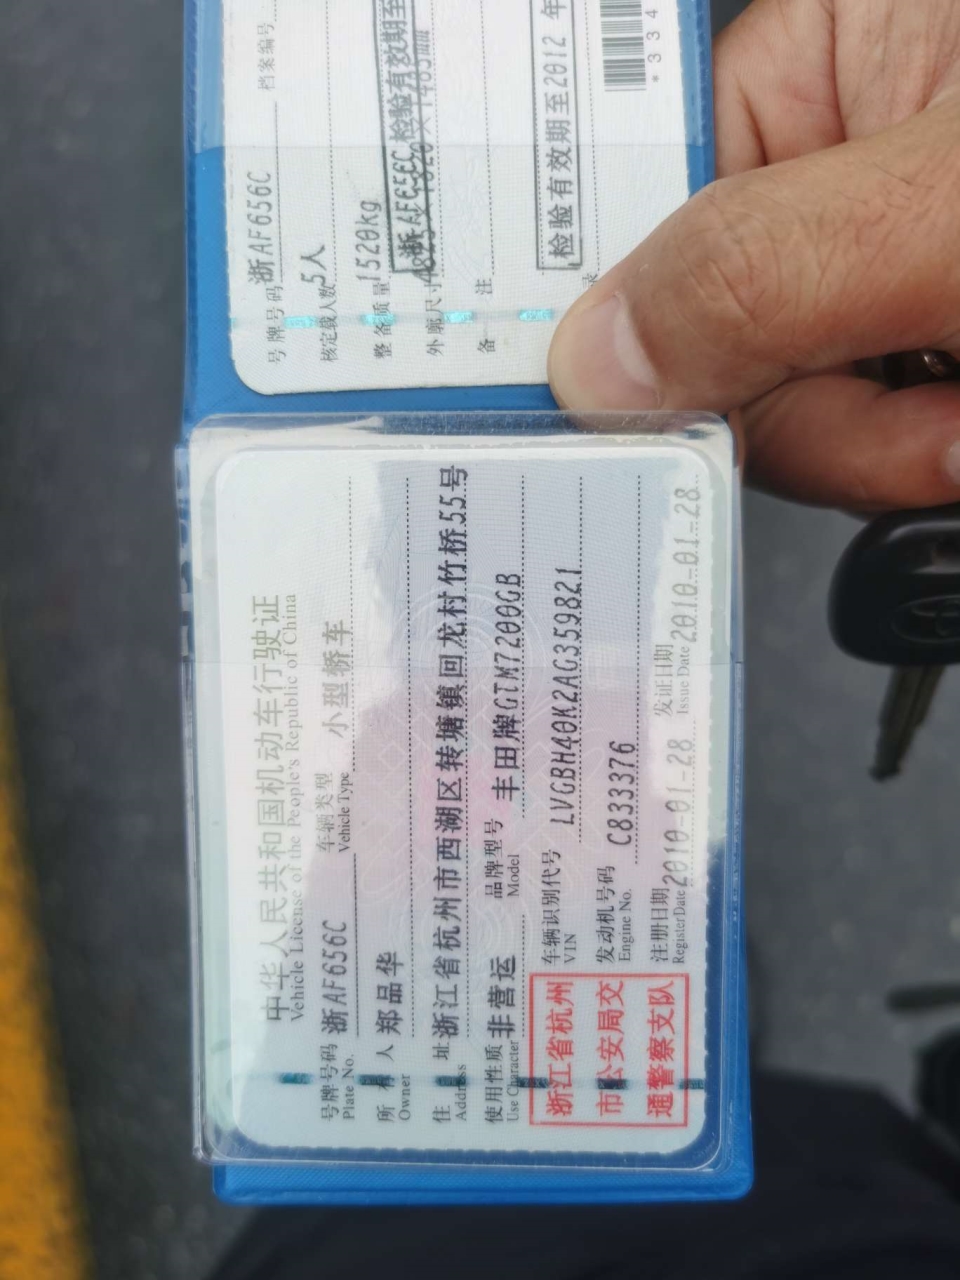 中华人民共和国机动车行驶证
Vehicle License of the People's Republic of China
号牌号码 Plate No. 浙AF656C 车辆类型 Vehicle Type 小型轿车
所有人 Owner 郑品华
住址 Address 浙江省杭州市西湖区转塘镇回龙村竹桥55号
使用性质 Use Character 非营运 品牌型号 Model 丰田牌GTM7200GB
浙江省杭州
市公安局交
通警察支队
车辆识别代号 VIN LVGBH40K2AG359821
发动机号码 Engine No. C833376
注册日期 Register Date 2010-01-28 发证日期 Issue Date 2010-01-28
号牌号码 浙AF656C 档案编号
核定载人数 5人
整备质量 1520kg
浙AF656C 检验有效期至
外廓尺寸
备注
检验有效期至2012年
录
*334